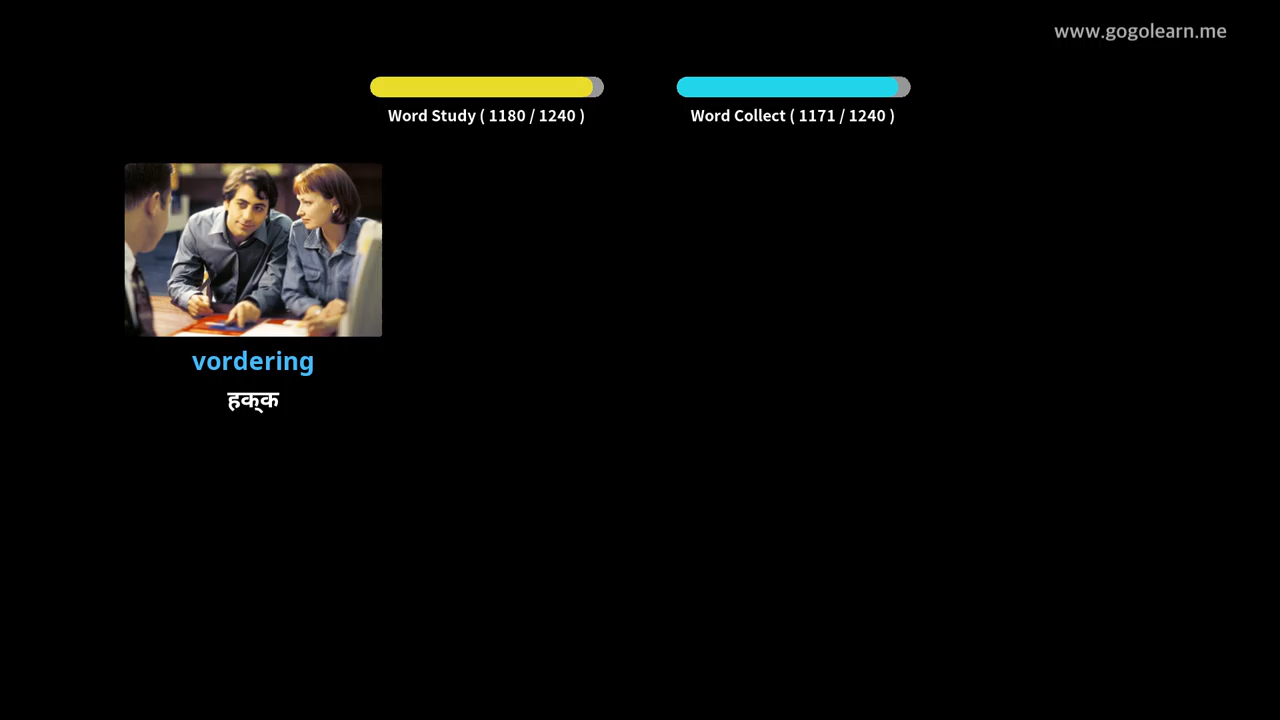 www.gogolearn.me
Word Study ( 1180 / 1240 )
Word Collect ( 1171 / 1240 )
vordering
हक्क